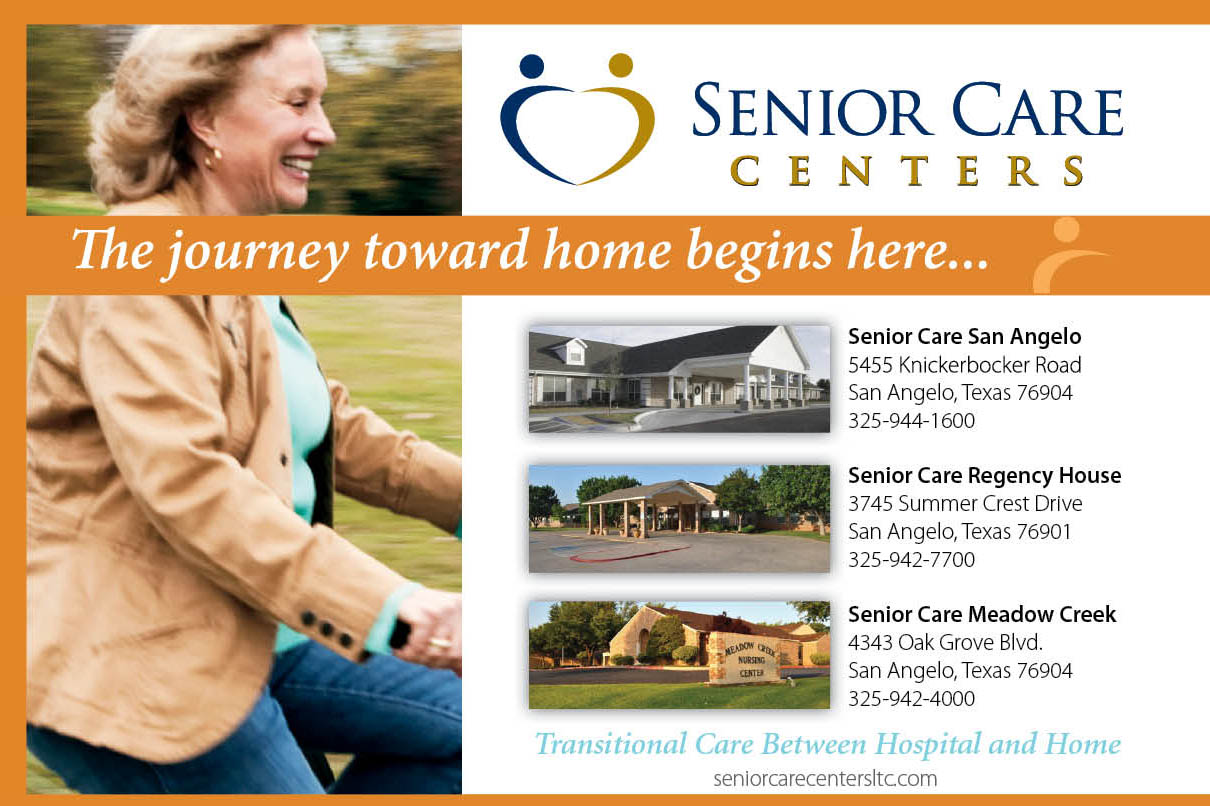 SENIOR CARE
CENTERS
The journey toward home begins here...
Senior Care San Angelo
5455 Knickerbocker Road
San Angelo, Texas 76904
325-944-1600
Senior Care Regency House
3745 Summer Crest Drive
San Angelo, Texas 76901
325-942-7700
MEADOW CREEK
NURSING
CENTER
Senior Care Meadow Creek
4343 Oak Grove Blvd.
San Angelo, Texas 76904
325-942-4000
Transitional Care Between Hospital and Home
seniorcarecentersltc.com